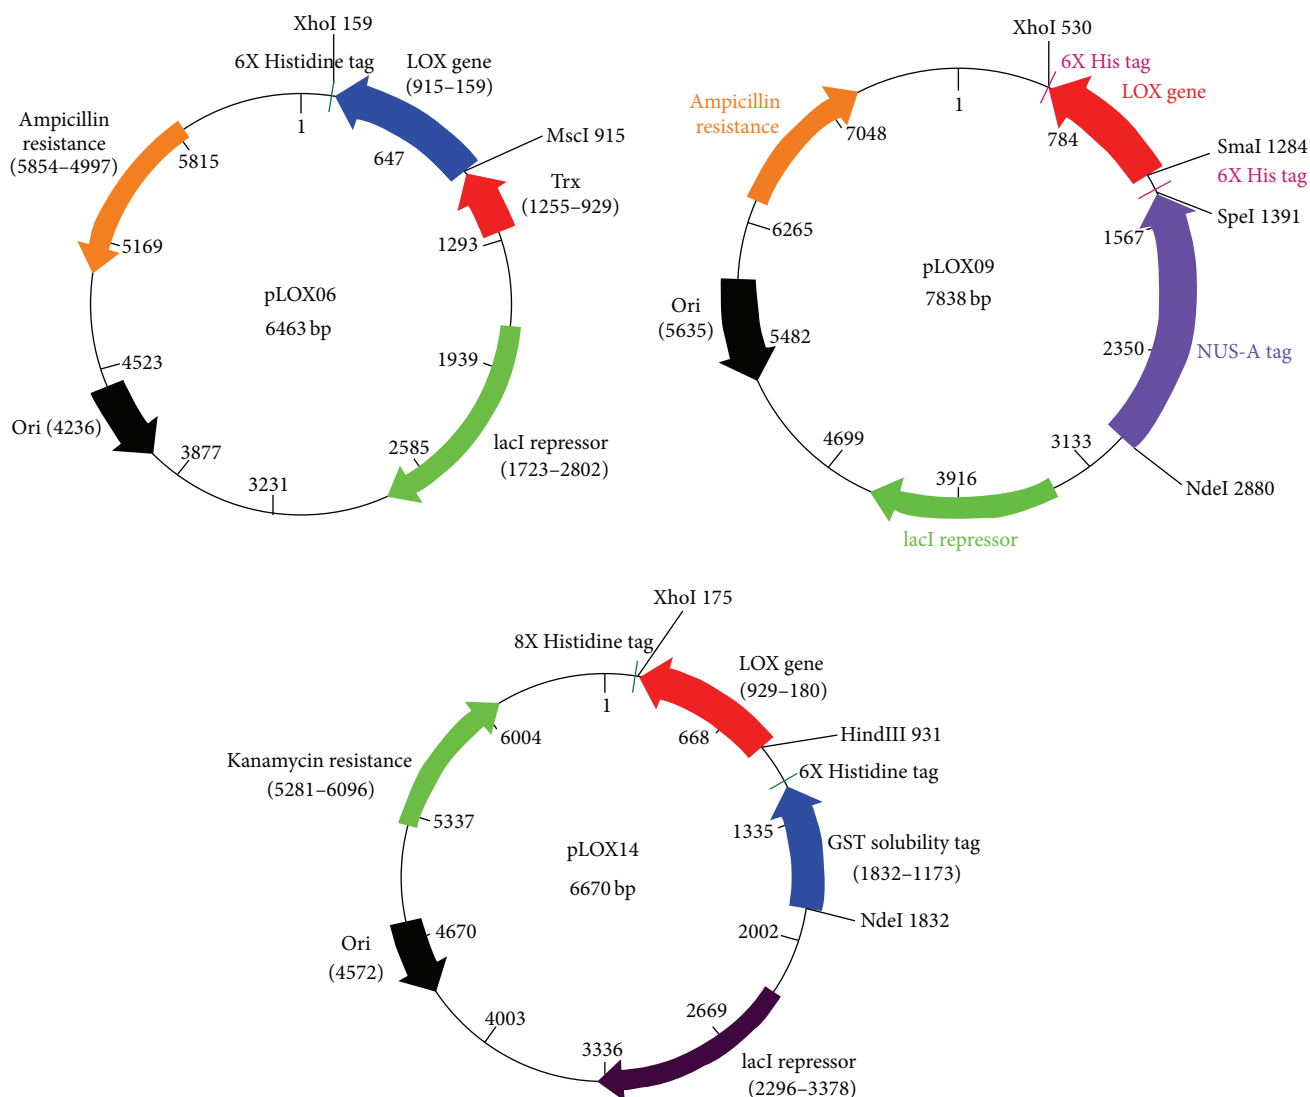 XhoI 159
6X Histidine tag
LOX gene
(915–159)
MscI 915
Trx
(1255–929)
1293
647
1
Ampicillin
resistance
(5854–4997)
5815
5169
pLOX06
6463 bp
1939
4523
Ori (4236)
3877
3231
2585
lacI repressor
(1723–2802)
XhoI 530
6X His tag
LOX gene
784
SmaI 1284
6X His tag
SpeI 1391
1567
1
Ampicillin
resistance
7048
6265
pLOX09
7838 bp
Ori
(5635)
5482
2350
NUS-A tag
4699
3916
3133
NdeI 2880
lacI repressor
XhoI 175
8X Histidine tag
LOX gene
(929–180)
668
1
HindIII 931
6X Histidine tag
6004
Kanamycin resistance
(5281–6096)
5337
1335
GST solubility tag
(1832–1173)
pLOX14
6670 bp
NdeI 1832
2002
Ori
(4572)
4670
4003
3336
2669
lacI repressor
(2296–3378)